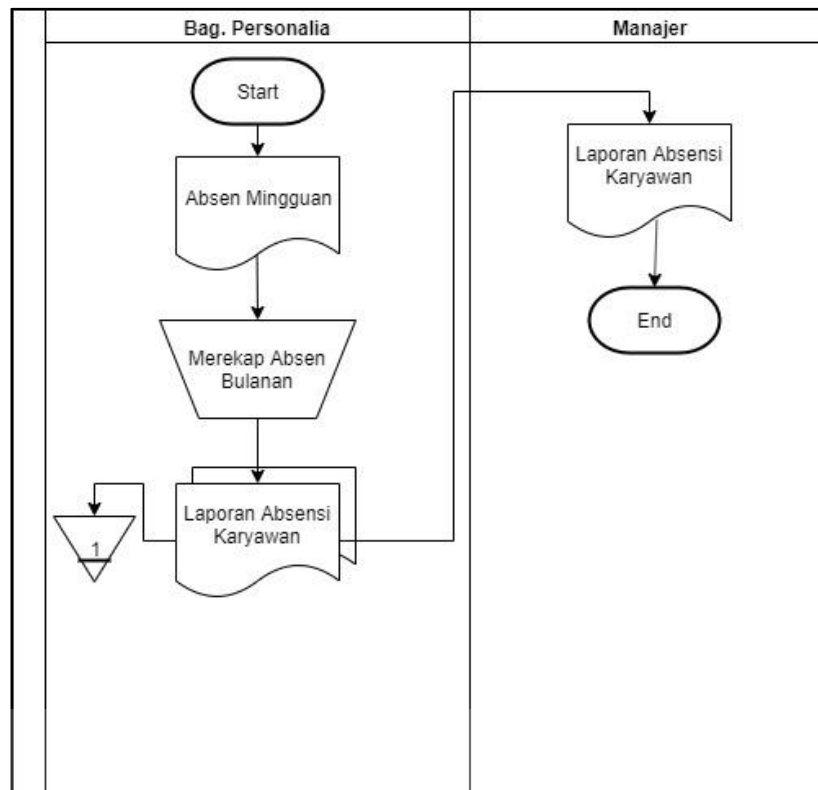 Bag. Personalia
Manajer
Start
Absen Mingguan
Merekap Absen
Bulanan
Laporan Absensi
Karyawan
1
Laporan Absensi
Karyawan
End